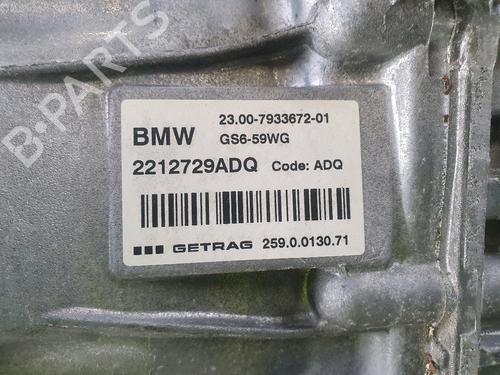 B-PARTS
BMW
23.00-7933672-01
GS6-59WG
2212729ADQ Code: ADQ
GETRAG 259.0.0130.71